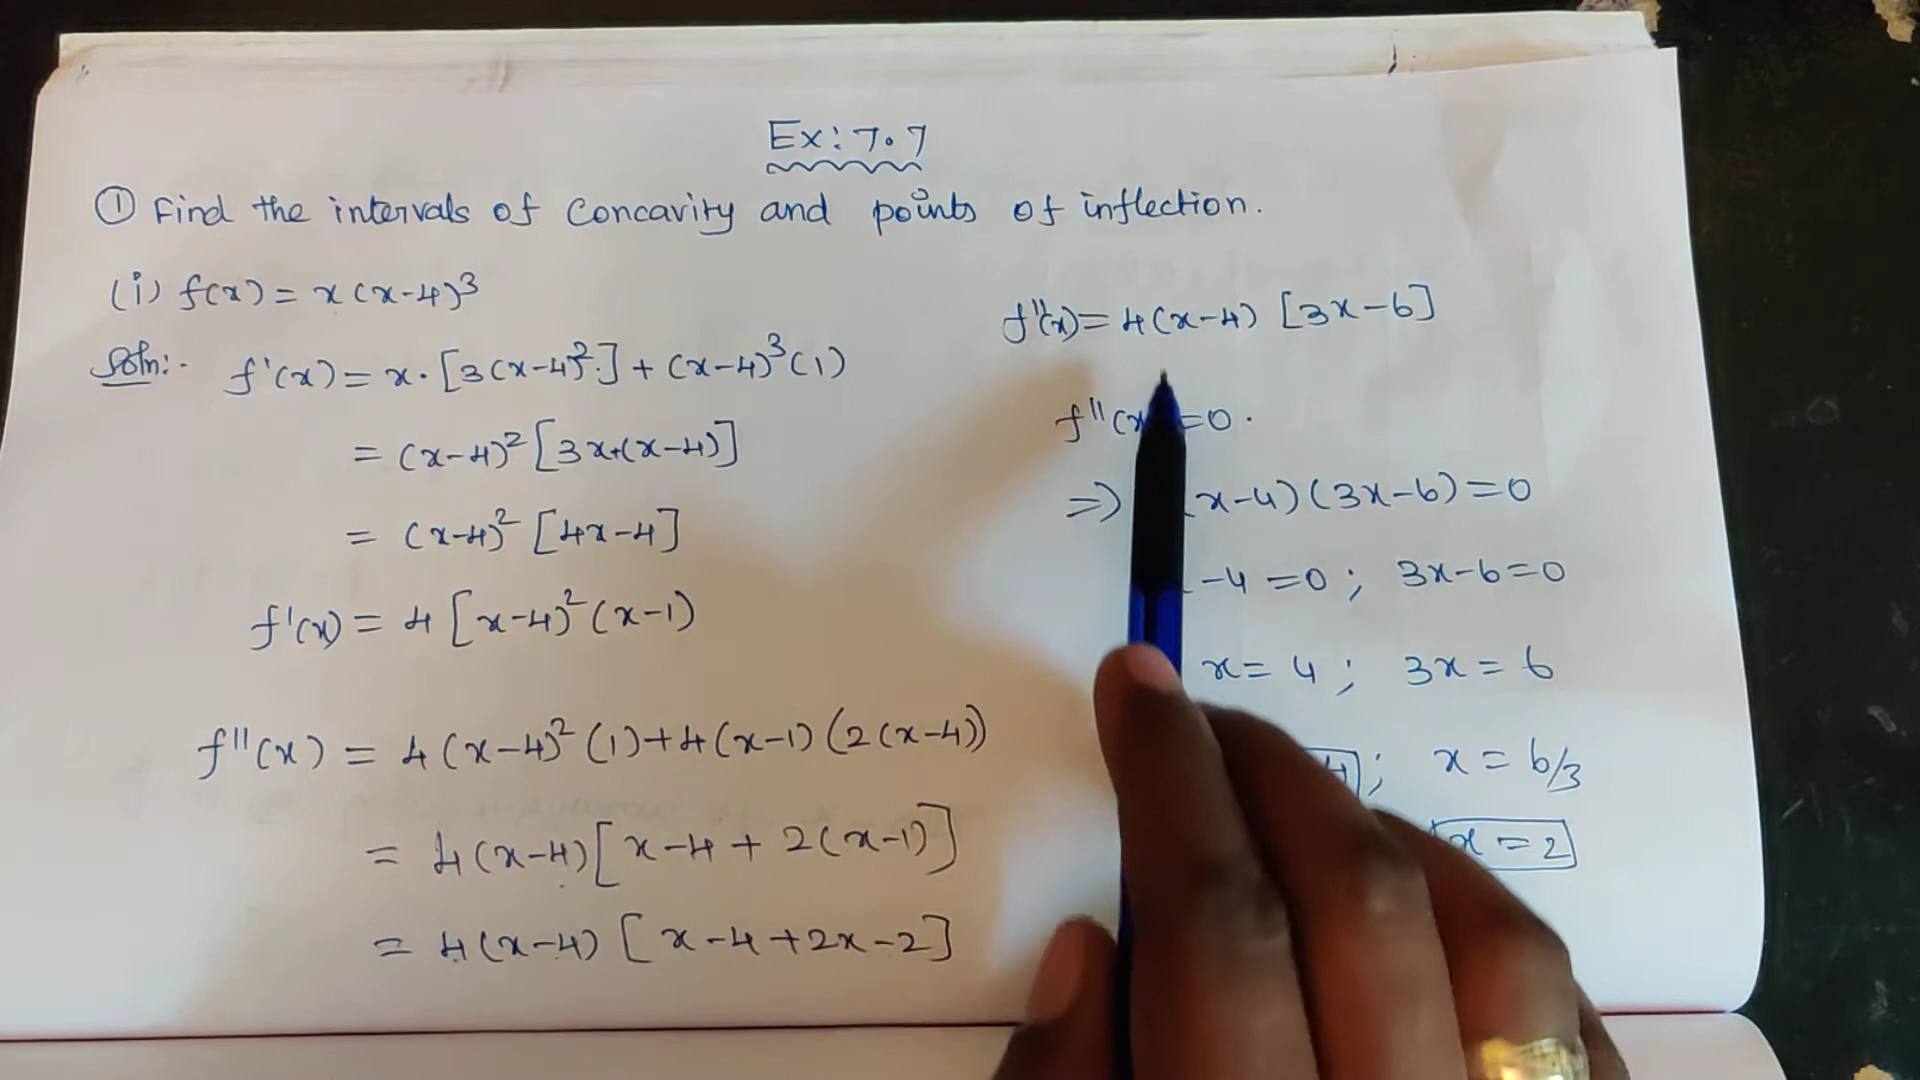 Ex: 7.7
① Find the intervals of concavity and points of inflection.
(i) f(x) = x(x-4)³
Soln:- f'(x) = x·[3(x-4)².] + (x-4)³(1)
= (x-4)² [3x+(x-4)]
= (x-4)² [4x-4]
f'(x) = 4 [x-4)² (x-1)
f''(x) = 4(x-4)² (1) + 4(x-1) (2(x-4))
= 4(x-4) [x-4 + 2(x-1)]
= 4(x-4) [x-4+2x-2]
f''(x) = 4(x-4) [3x-6]
f''(x =0.
⇒ x-4)(3x-6)=0
-4 =0 ; 3x-6=0
x= 4 ; 3x = 6
4 ; x = 6/3
x = 2